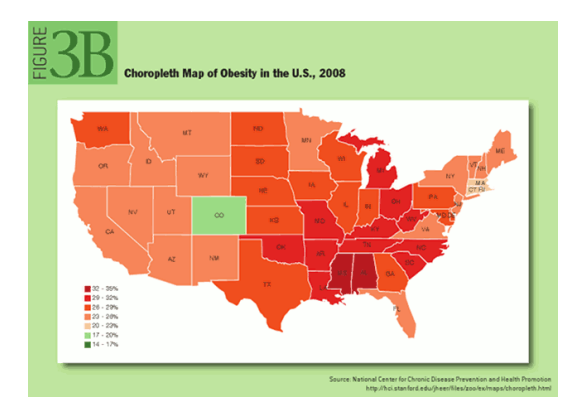 FIGURE
3B
Choropleth Map of Obesity in the U.S., 2008
WA
MT
ND
MN
ME
OR
ID
SD
WI
MI
VT
NH
NY
WY
MA
CT RI
NE
IA
PA
NV
UT
CO
IL
IN
OH
NJ
MD DE
CA
KS
MO
WV
VA
KY
AZ
NM
OK
AR
TN
NC
SC
TX
LA
GA
FL
32 - 35%
29 - 32%
26 - 29%
23 - 26%
20 - 23%
17 - 20%
14 - 17%
Source: National Center for Chronic Disease Prevention and Health Promotion
http://hci.stanford.edu/jheer/files/zoo/ex/maps/choropleth.html